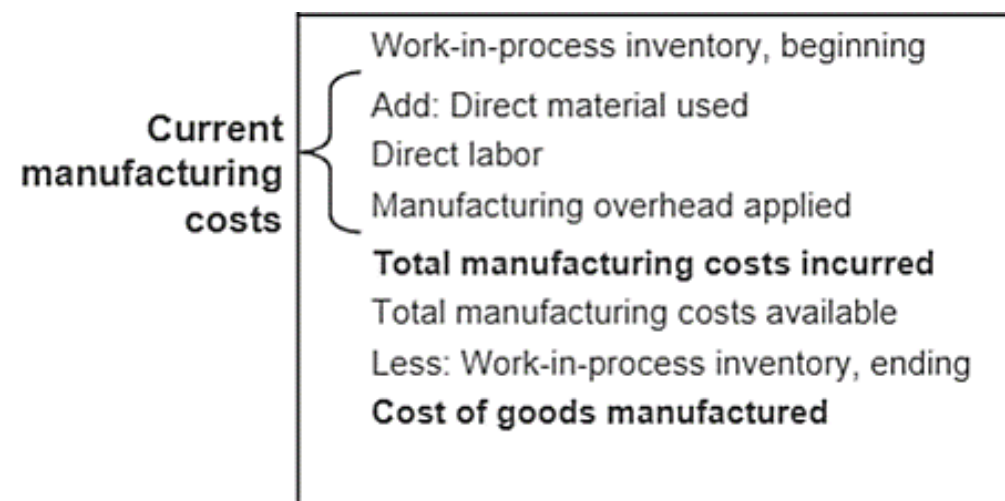 Work-in-process inventory, beginning
Current
manufacturing
costs
Add: Direct material used
Direct labor
Manufacturing overhead applied
Total manufacturing costs incurred
Total manufacturing costs available
Less: Work-in-process inventory, ending
Cost of goods manufactured